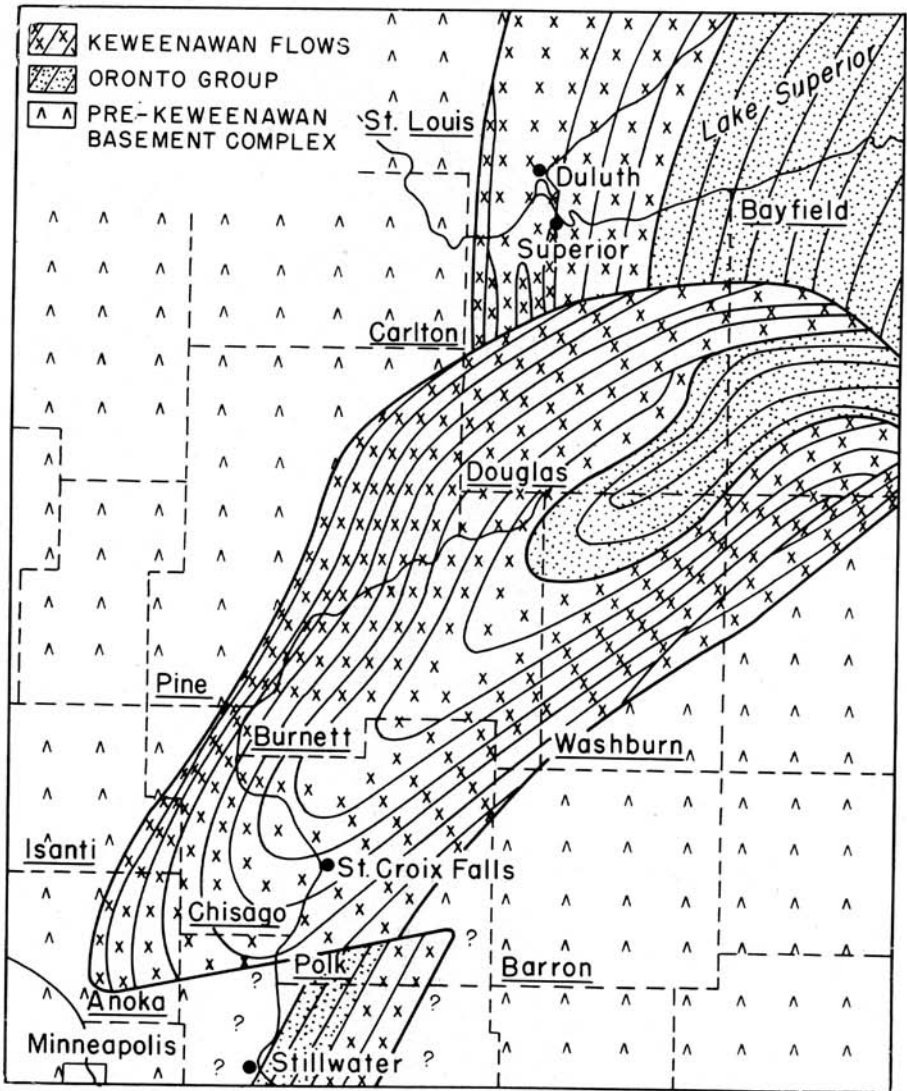 KEWEENAWAN FLOWS
ORONTO GROUP
PRE-KEWEENAWAN
BASEMENT COMPLEX
St. Louis
Lake Superior
Duluth
Bayfield
Superior
Carlton
Douglas
Pine
Burnett
Washburn
Isanti
St. Croix Falls
Chisago
?
?
Polk
Barron
Anoka
?
?
Minneapolis
?
?
Stillwater
?